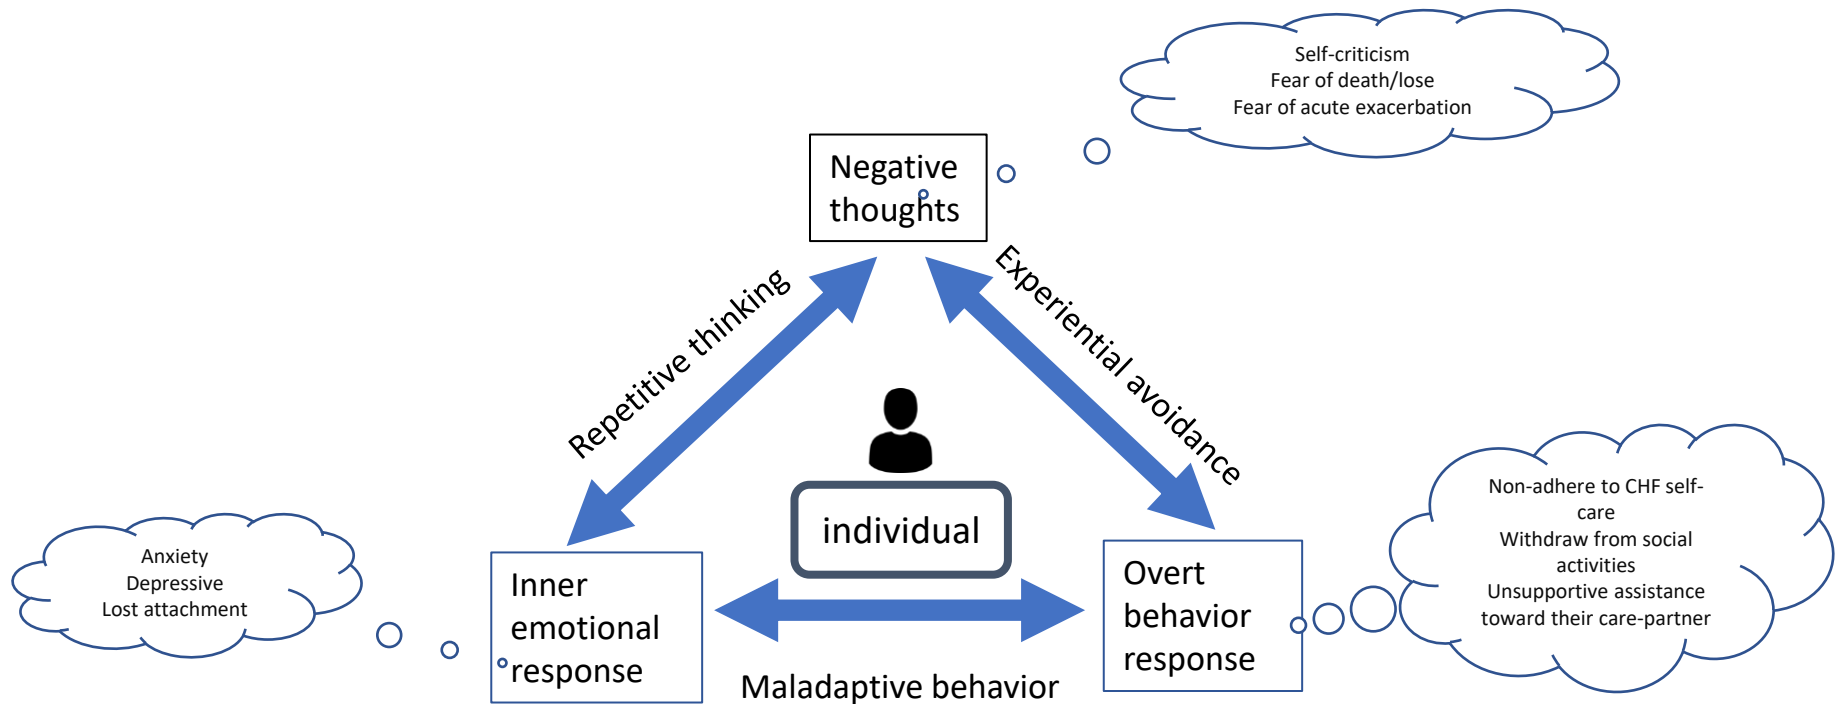 Self-criticism
Fear of death/lose
Fear of acute exacerbation
Negative
thoughts
Repetitive thinking
Experiential avoidance
individual
Anxiety
Depressive
Lost attachment
Inner
emotional
response
Maladaptive behavior
Overt
behavior
response
Non-adhere to CHF self-
care
Withdraw from social
activities
Unsupportive assistance
toward their care-partner